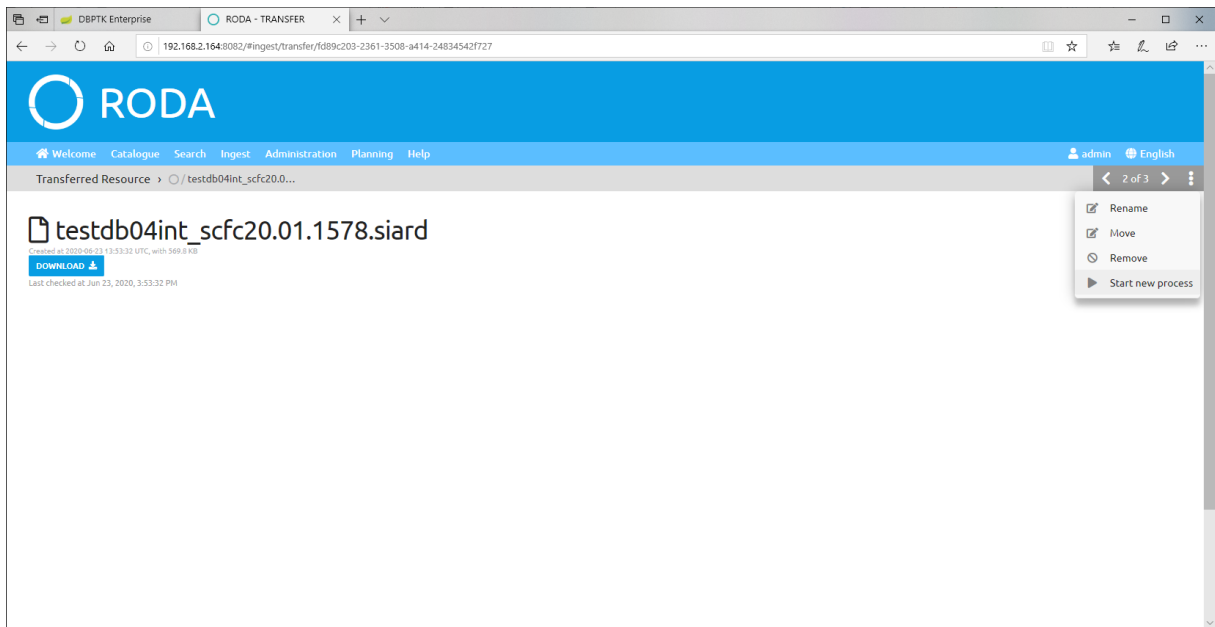 DBPTK Enterprise
RODA - TRANSFER
192.168.2.164:8082/#ingest/transfer/fd89c203-2361-3508-a414-24834542f727
RODA
Welcome Catalogue Search Ingest Administration Planning Help admin English
Transferred Resource › / testdb04int_scfc20.0... 2 of 3
Rename
Move
Remove
Start new process
testdb04int_scfc20.01.1578.siard
Created at 2020-06-23 13:53:32 UTC, with 569.8 KB
DOWNLOAD
Last checked at Jun 23, 2020, 3:53:32 PM